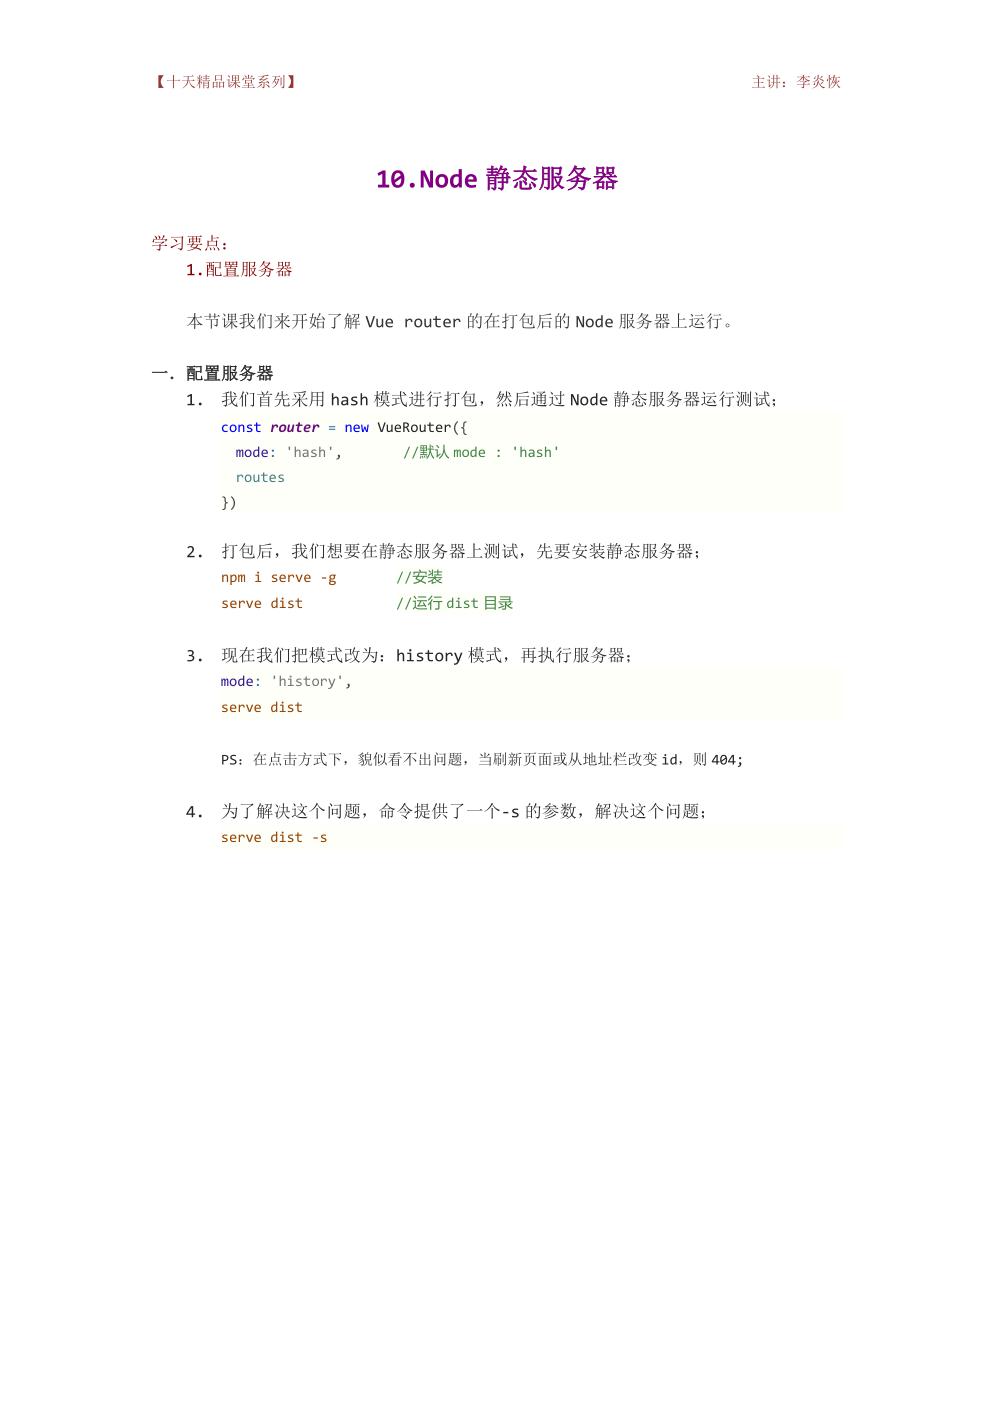 【十天精品课堂系列】 主讲：李炎恢
10.Node 静态服务器
学习要点：
1.配置服务器
本节课我们来开始了解 Vue router 的在打包后的 Node 服务器上运行。
一．配置服务器
1. 我们首先采用 hash 模式进行打包，然后通过 Node 静态服务器运行测试；
const router = new VueRouter({
mode: 'hash', //默认 mode : 'hash'
routes
})
2. 打包后，我们想要在静态服务器上测试，先要安装静态服务器；
npm i serve -g //安装
serve dist //运行 dist 目录
3. 现在我们把模式改为：history 模式，再执行服务器；
mode: 'history',
serve dist
PS：在点击方式下，貌似看不出问题，当刷新页面或从地址栏改变 id，则 404;
4. 为了解决这个问题，命令提供了一个-s 的参数，解决这个问题；
serve dist -s